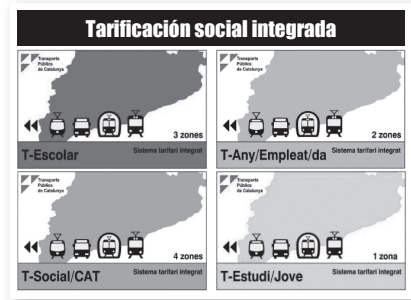 Tarificación social integrada
Transports
Públics
de Catalunya
3 zones
T-Escolar
Sistema tarifari integrat
Transports
Públics
de Catalunya
2 zones
T-Any/Empleat/da
Sistema tarifari integrat
Transports
Públics
de Catalunya
4 zones
T-Social/CAT
Sistema tarifari integrat
Transports
Públics
de Catalunya
1 zona
T-Estudi/Jove
Sistema tarifari integrat